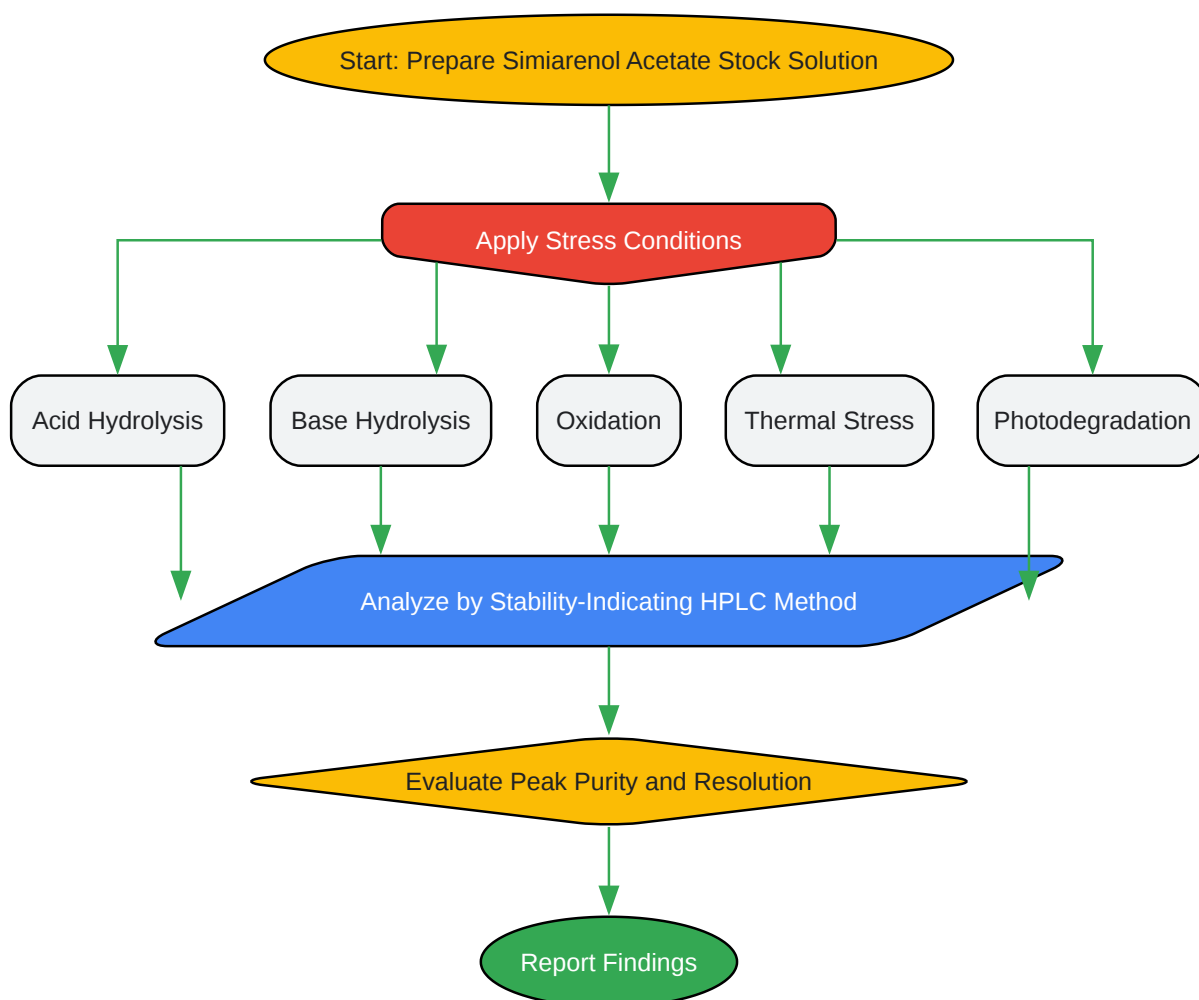 Start: Prepare Simiarenol Acetate Stock Solution
Apply Stress Conditions
Acid Hydrolysis
Base Hydrolysis
Oxidation
Thermal Stress
Photodegradation
Analyze by Stability-Indicating HPLC Method
Evaluate Peak Purity and Resolution
Report Findings